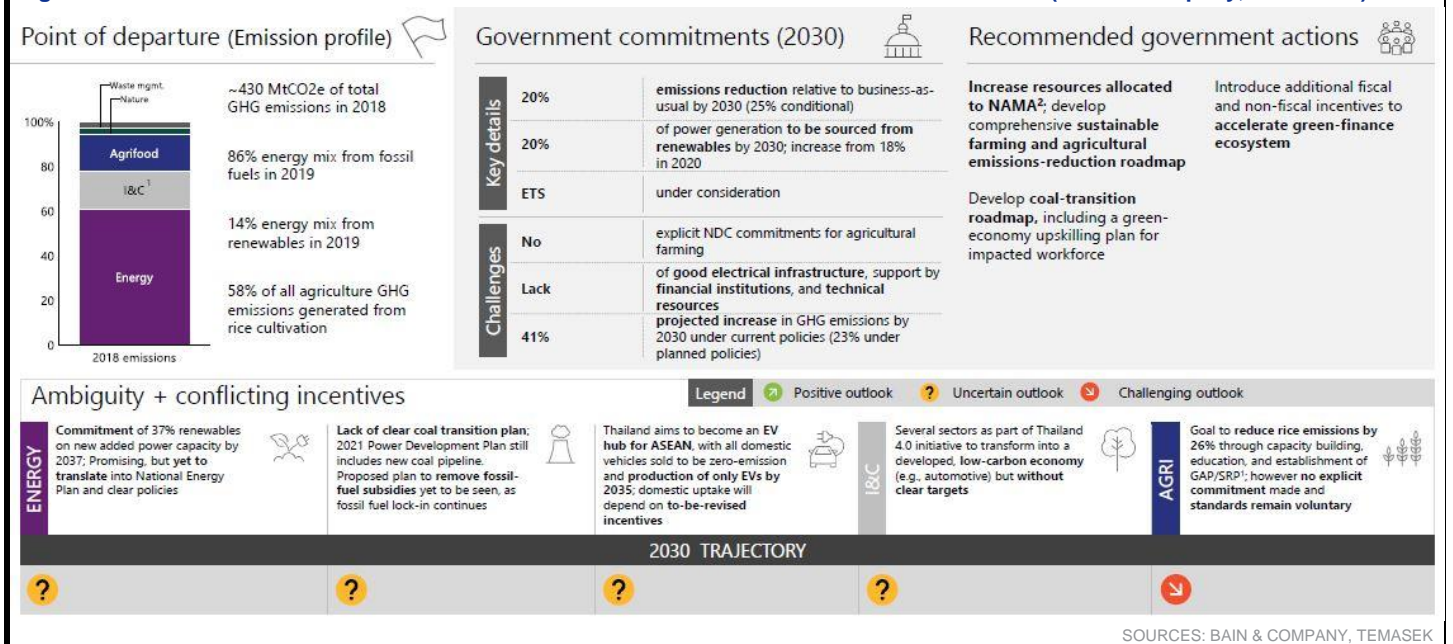 Point of departure (Emission profile)
Waste mgmt.
Nature
100%
80
60
40
20
0
Agrifood
I&C 1
Energy
2018 emissions
~430 MtCO2e of total
GHG emissions in 2018
86% energy mix from fossil
fuels in 2019
14% energy mix from
renewables in 2019
58% of all agriculture GHG
emissions generated from
rice cultivation
Government commitments (2030)
Key details
20%
emissions reduction relative to business-as-
usual by 2030 (25% conditional)
20%
of power generation to be sourced from
renewables by 2030; increase from 18%
in 2020
ETS
under consideration
Challenges
No
explicit NDC commitments for agricultural
farming
Lack
of good electrical infrastructure, support by
financial institutions, and technical
resources
41%
projected increase in GHG emissions by
2030 under current policies (23% under
planned policies)
Recommended government actions
Increase resources allocated
to NAMA²; develop
comprehensive sustainable
farming and agricultural
emissions-reduction roadmap
Develop coal-transition
roadmap, including a green-
economy upskilling plan for
impacted workforce
Introduce additional fiscal
and non-fiscal incentives to
accelerate green-finance
ecosystem
Ambiguity + conflicting incentives
Legend
Positive outlook
? Uncertain outlook
Challenging outlook
ENERGY
Commitment of 37% renewables
on new added power capacity by
2037; Promising, but yet to
translate into National Energy
Plan and clear policies
Lack of clear coal transition plan;
2021 Power Development Plan still
includes new coal pipeline.
Proposed plan to remove fossil-
fuel subsidies yet to be seen, as
fossil fuel lock-in continues
Thailand aims to become an EV
hub for ASEAN, with all domestic
vehicles sold to be zero-emission
and production of only EVs by
2035; domestic uptake will
depend on to-be-revised
incentives
I&C
Several sectors as part of Thailand
4.0 initiative to transform into a
developed, low-carbon economy
(e.g., automotive) but without
clear targets
AGRI
Goal to reduce rice emissions by
26% through capacity building,
education, and establishment of
GAP/SRP¹; however no explicit
commitment made and
standards remain voluntary
2030 TRAJECTORY
? ? ? ?
SOURCES: BAIN & COMPANY, TEMASEK